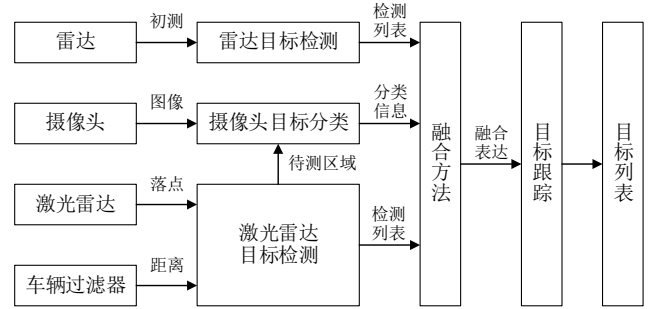 雷达
初测
雷达目标检测
检测
列表
摄像头
图像
摄像头目标分类
分类
信息
待测区域
激光雷达
落点
激光雷达
目标检测
检测
列表
车辆过滤器
距离
融合方法
融合
表达
目标跟踪
目标列表